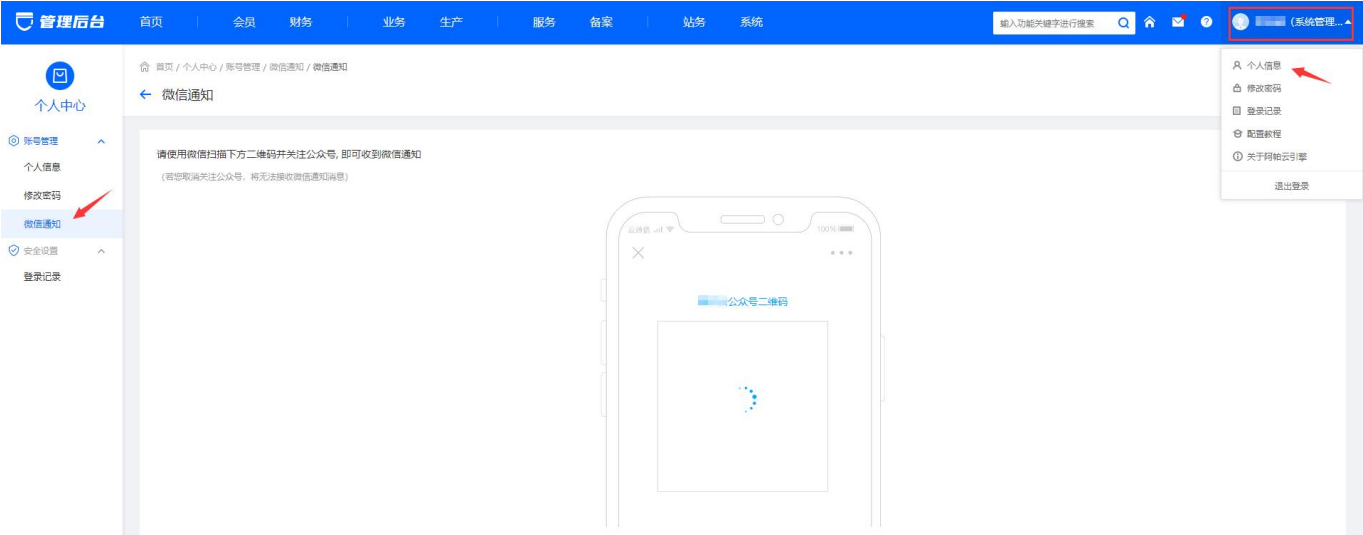 管理后台 首页 会员 财务 业务 生产 服务 备案 站务 系统 输入功能关键字进行搜索 (系统管理...
首页 / 个人中心 / 账号管理 / 微信通知 / 微信通知
微信通知
个人中心
账号管理
个人信息
修改密码
微信通知
安全设置
登录记录
请使用微信扫描下方二维码并关注公众号, 即可收到微信通知
(若您取消关注公众号，将无法接收微信通知消息)
100%
公众号二维码
个人信息
修改密码
登录记录
配置教程
关于阿帕云引擎
退出登录